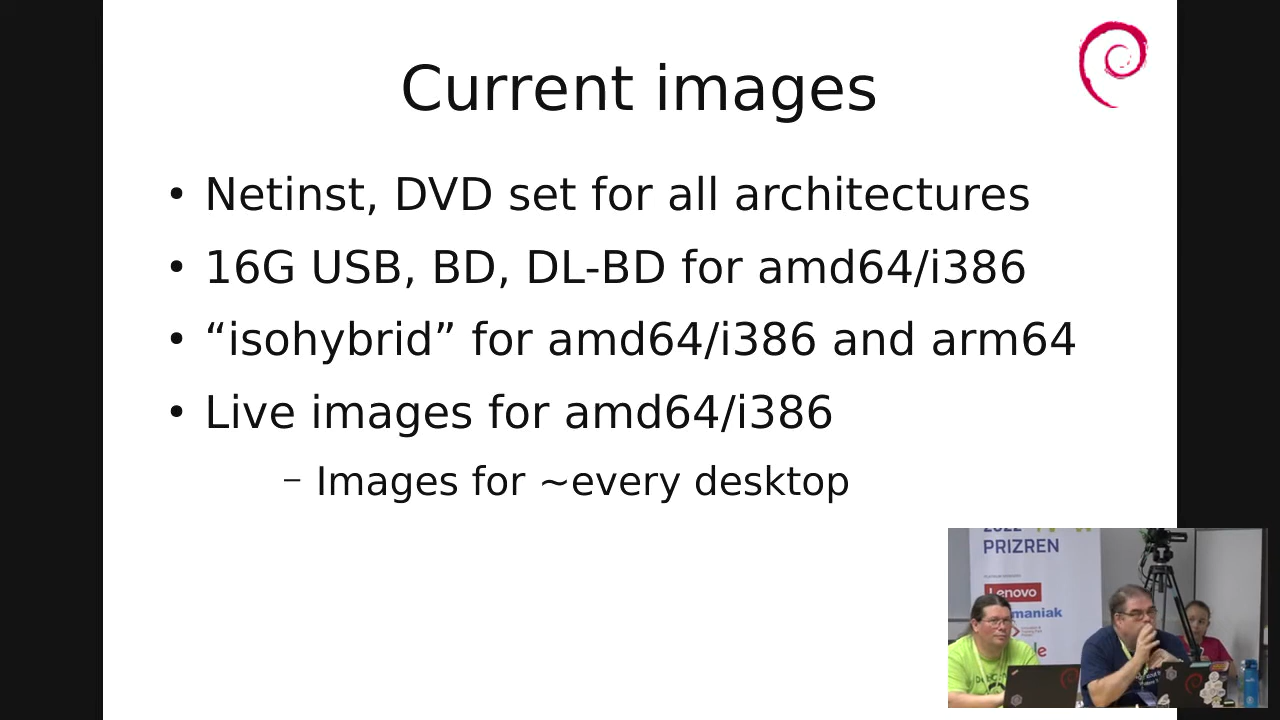 Current images
• Netinst, DVD set for all architectures
• 16G USB, BD, DL-BD for amd64/i386
• “isohybrid” for amd64/i386 and arm64
• Live images for amd64/i386
– Images for ~every desktop
PRIZREN
Lenovo
maniak